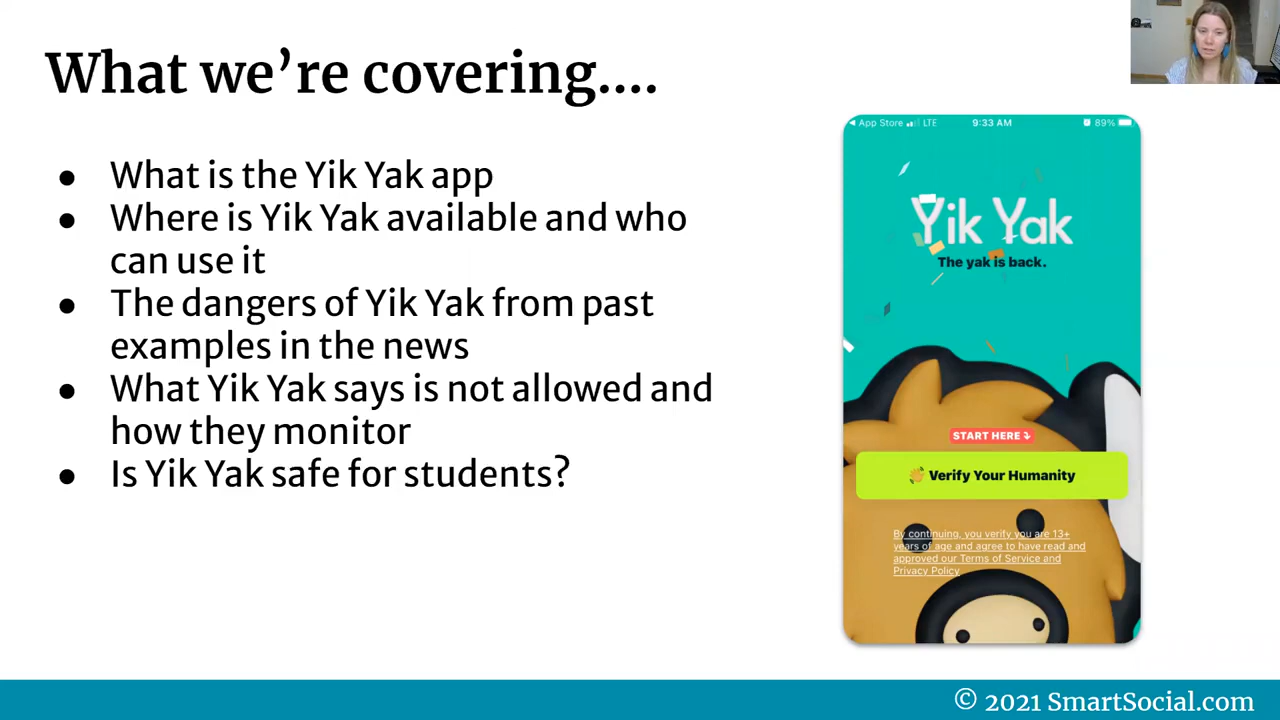 What we’re covering....
● What is the Yik Yak app
● Where is Yik Yak available and who
can use it
● The dangers of Yik Yak from past
examples in the news
● What Yik Yak says is not allowed and
how they monitor
● Is Yik Yak safe for students?
App Store LTE 9:33 AM 89%
Yik Yak
The yak is back.
START HERE
Verify Your Humanity
By continuing, you verify you are 13+
years of age and agree to have read and
approved our Terms of Service and
Privacy Policy.
© 2021 SmartSocial.com